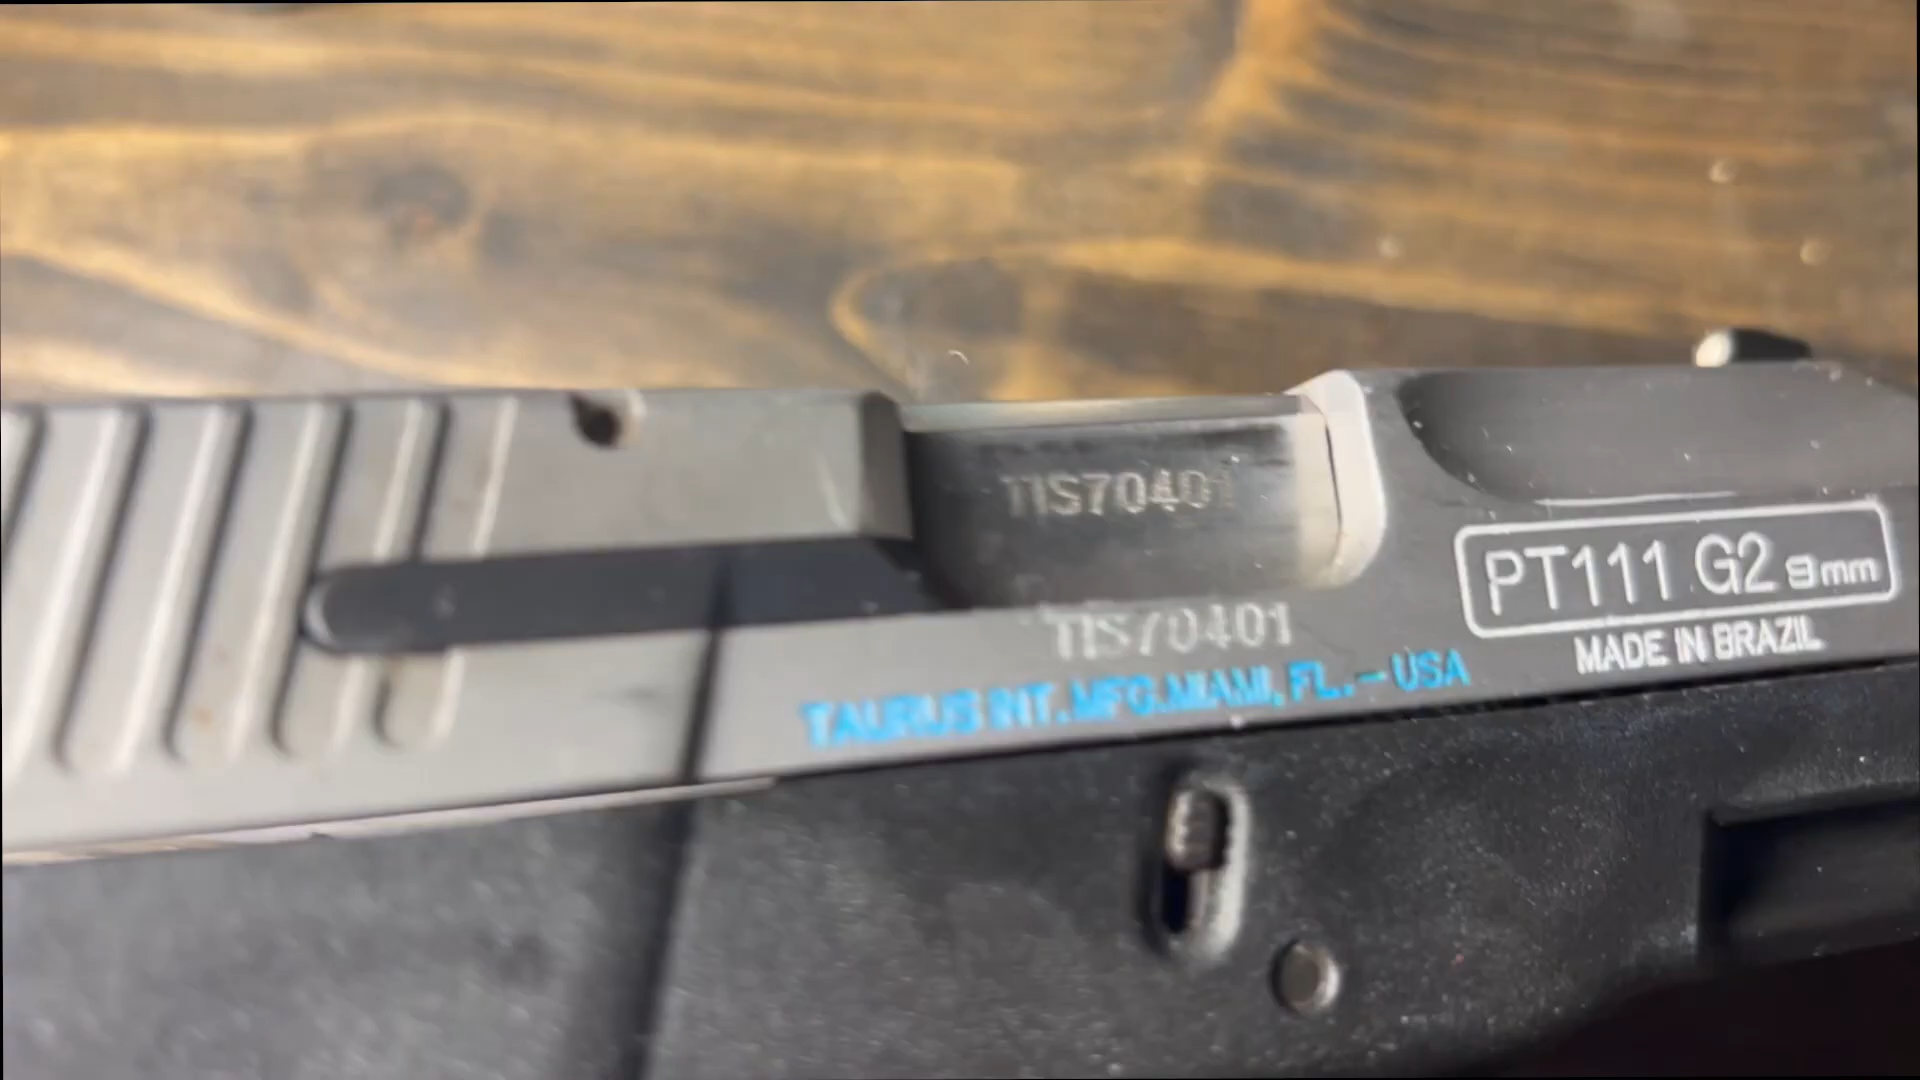 TIS70401
TIS70401
PT111 G2 9mm
MADE IN BRAZIL
TAURUS INT.MFG.MIAMI, FL.-USA